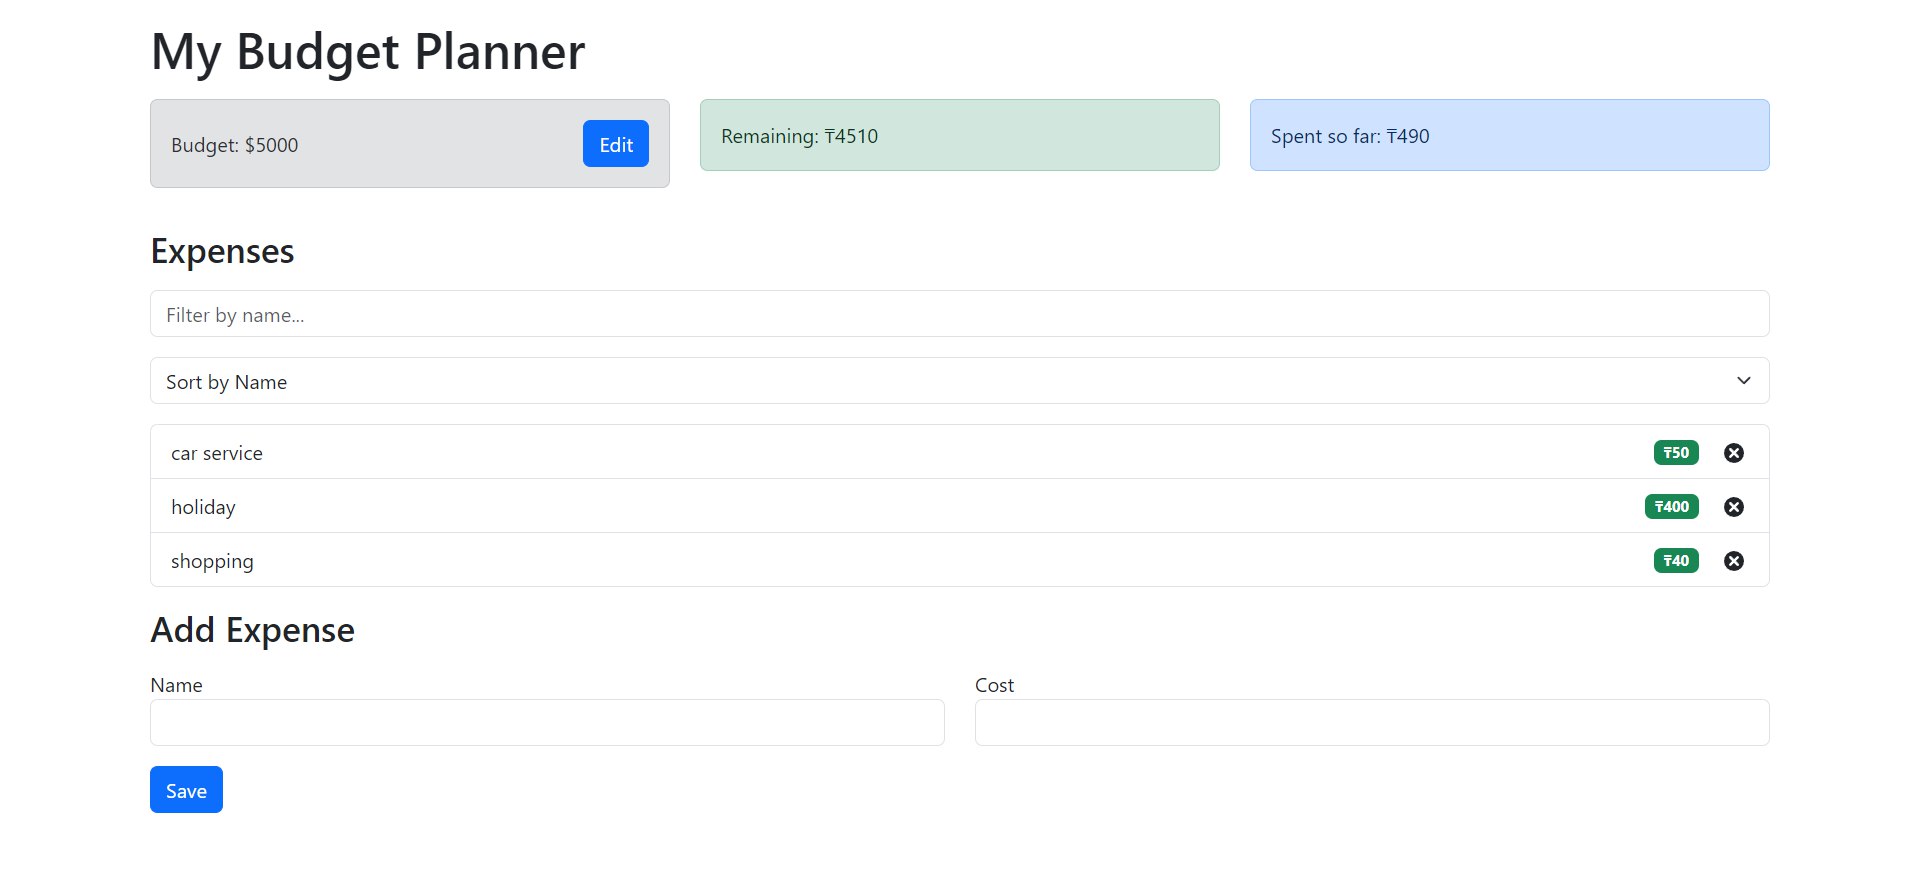 My Budget Planner
Budget: $5000
Edit
Remaining: ₸4510
Spent so far: ₸490
Expenses
Filter by name...
Sort by Name
car service ₸50
holiday ₸400
shopping ₸40
Add Expense
Name
Cost
Save